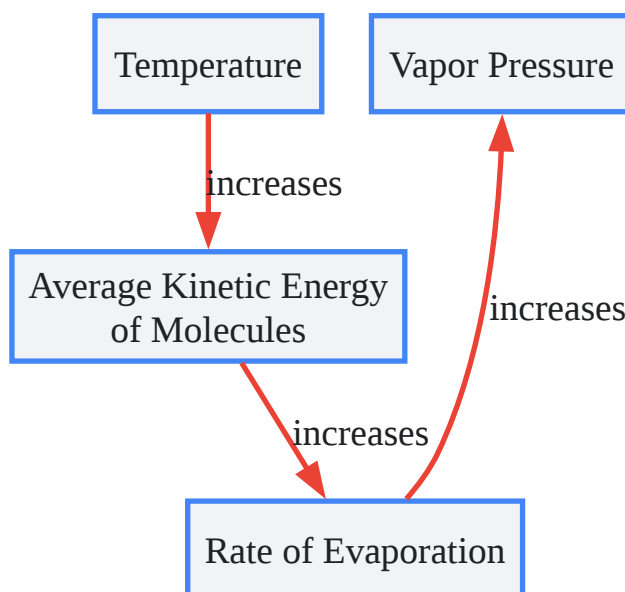 Temperature
Vapor Pressure
increases
Average Kinetic Energy
of Molecules
increases
increases
Rate of Evaporation